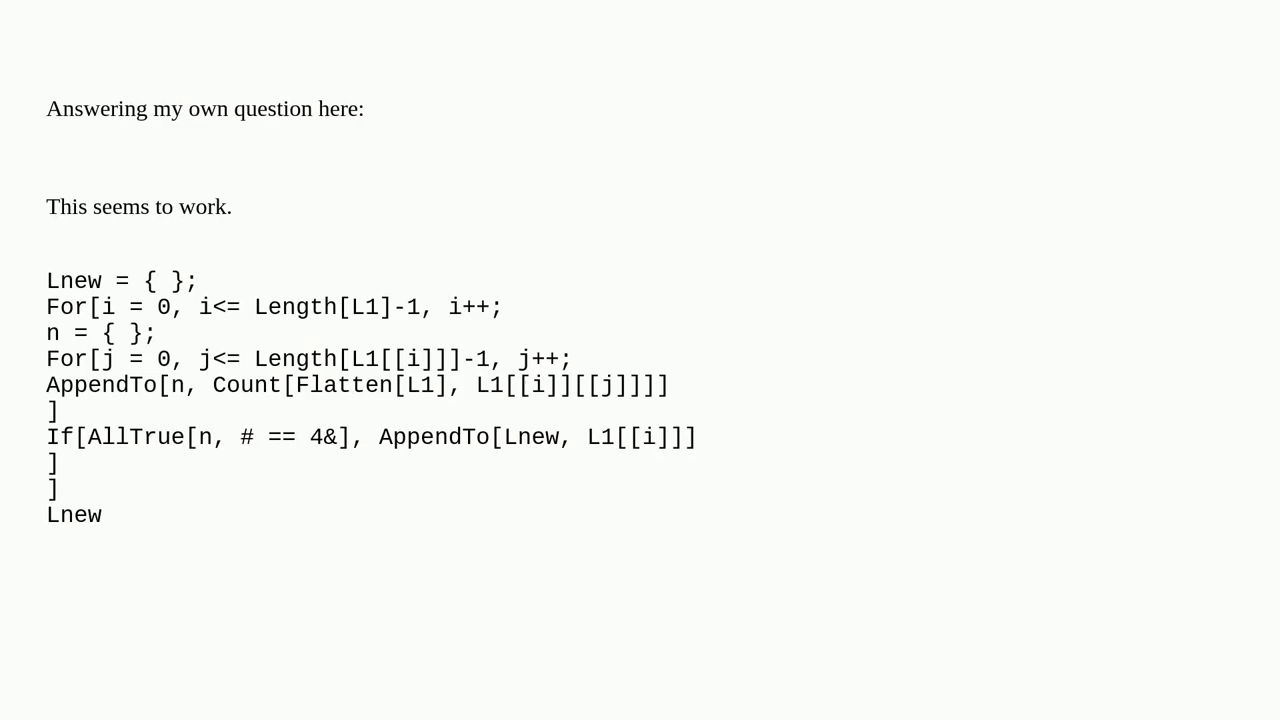 Answering my own question here:
This seems to work.
Lnew = { };
For[i = 0, i<= Length[L1]-1, i++;
n = { };
For[j = 0, j<= Length[L1[[i]]]-1, j++;
AppendTo[n, Count[Flatten[L1], L1[[i]][[j]]]]
]
If[AllTrue[n, # == 4&], AppendTo[Lnew, L1[[i]]]
]
]
Lnew